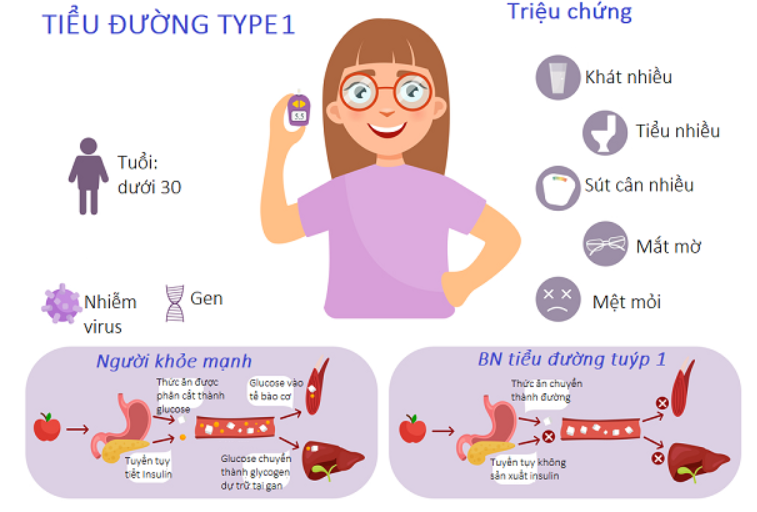 TIỂU ĐƯỜNG TYPE1
Triệu chứng
Khát nhiều
Tiểu nhiều
Sút cân nhiều
Mắt mờ
Mệt mỏi
5.5
Tuổi:
dưới 30
Nhiễm
virus
Gen
Người khỏe mạnh
Thức ăn được
phân cắt thành
glucose
Glucose vào
tế bào cơ
Tuyến tụy
tiết Insulin
Glucose chuyển
thành glycogen
dự trữ tại gan
BN tiểu đường tuýp 1
Thức ăn chuyển
thành đường
Tuyến tụy không
sản xuất insulin